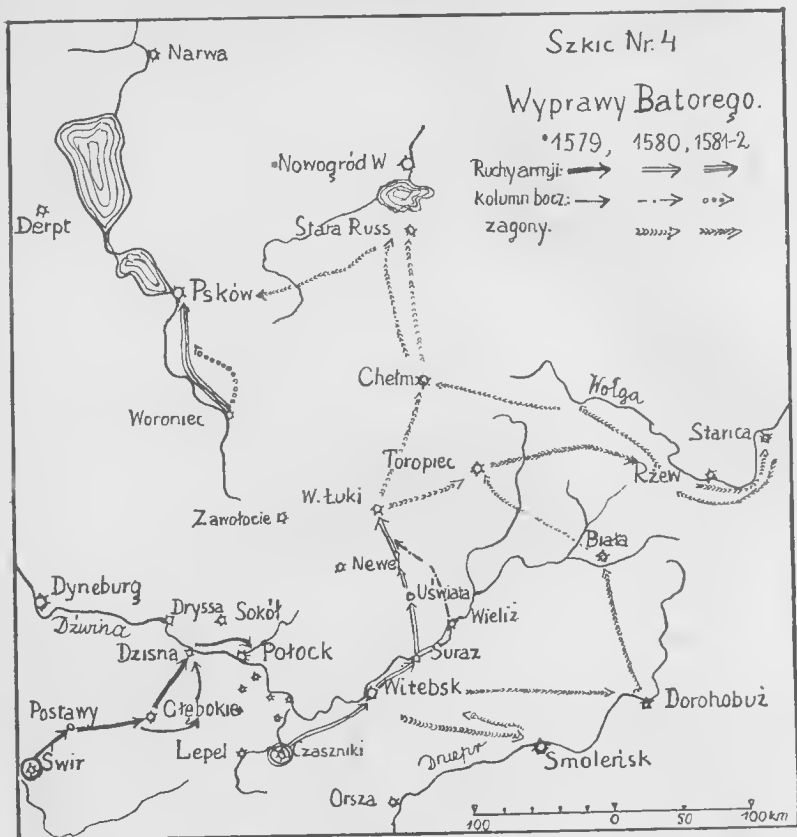 Szkic Nr. 4
Wyprawy Batorego.
*1579, 1580, 1581-2
Ruchy armji:
kolumn bocz.:
zagony.
Narwa
Nowogród W
Derpt
Stara Russ
Psków
Chełm
Wołga
Starica
Woroniec
Toropiec
Rżew
W. Łuki
Zawołocie
Newe
Biała
Uświata
Dyneburg
Dryssa
Sokół
Wieliż
Dźwina
Dzisna
Połock
Suraż
Witebsk
Dorohobuż
Postawy
Głębokie
Lepel
Czaszniki
Dniepr
Smoleńsk
Świr
Orsza
100 0 50 100 km